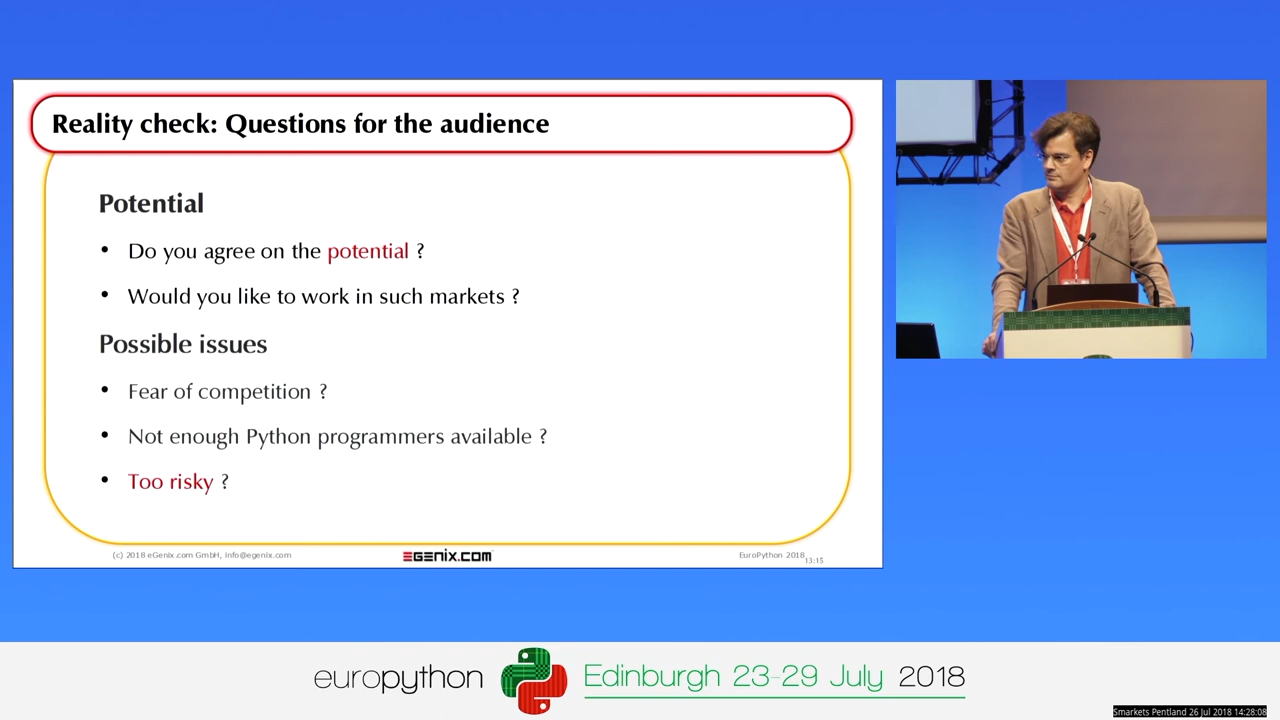 Reality check: Questions for the audience
Potential
• Do you agree on the potential ?
• Would you like to work in such markets ?
Possible issues
• Fear of competition ?
• Not enough Python programmers available ?
• Too risky ?
(c) 2018 eGenix.com GmbH, info@egenix.com
EGENIX.COM
EuroPython 2018
13:15
europython
Edinburgh 23-29 July 2018
Smarkets Pentland 26 Jul 2018 14:28:08